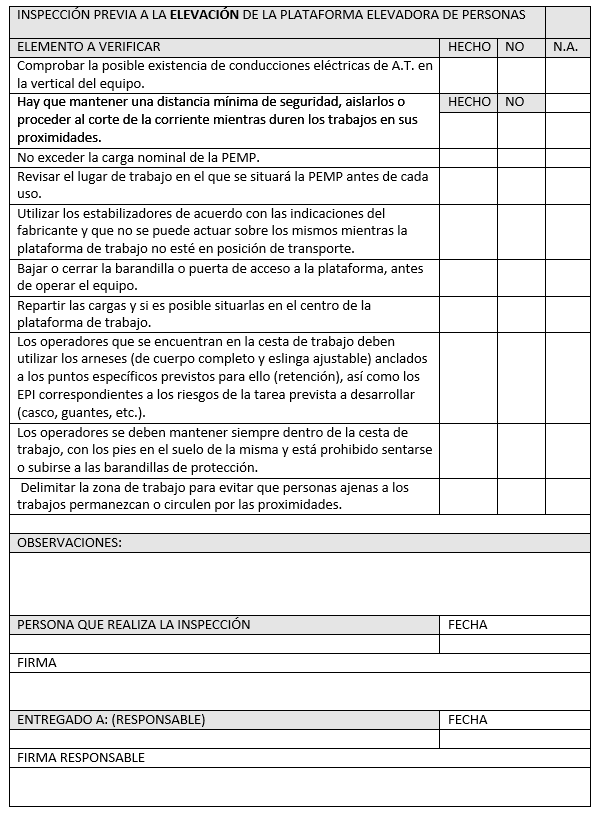 INSPECCIÓN PREVIA A LA ELEVACIÓN DE LA PLATAFORMA ELEVADORA DE PERSONAS
ELEMENTO A VERIFICAR HECHO NO N.A.
Comprobar la posible existencia de conducciones eléctricas de A.T. en
la vertical del equipo.
Hay que mantener una distancia mínima de seguridad, aislarlos o HECHO NO
proceder al corte de la corriente mientras duren los trabajos en sus
proximidades.
No exceder la carga nominal de la PEMP.
Revisar el lugar de trabajo en el que se situará la PEMP antes de cada
uso.
Utilizar los estabilizadores de acuerdo con las indicaciones del
fabricante y que no se puede actuar sobre los mismos mientras la
plataforma de trabajo no esté en posición de transporte.
Bajar o cerrar la barandilla o puerta de acceso a la plataforma, antes
de operar el equipo.
Repartir las cargas y si es posible situarlas en el centro de la
plataforma de trabajo.
Los operadores que se encuentran en la cesta de trabajo deben
utilizar los arneses (de cuerpo completo y eslinga ajustable) anclados
a los puntos específicos previstos para ello (retención), así como los
EPI correspondientes a los riesgos de la tarea prevista a desarrollar
(casco, guantes, etc.).
Los operadores se deben mantener siempre dentro de la cesta de
trabajo, con los pies en el suelo de la misma y está prohibido sentarse
o subirse a las barandillas de protección.
Delimitar la zona de trabajo para evitar que personas ajenas a los
trabajos permanezcan o circulen por las proximidades.
OBSERVACIONES:
PERSONA QUE REALIZA LA INSPECCIÓN FECHA
FIRMA
ENTREGADO A: (RESPONSABLE) FECHA
FIRMA RESPONSABLE